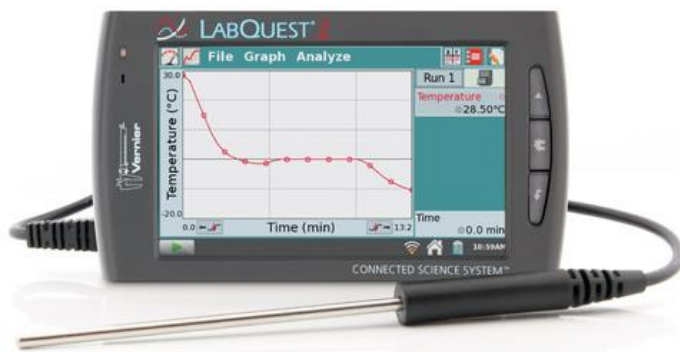 LABQUEST® 2
File Graph Analyze
Run 1
30.0
Temperature (°C)
-20.0
Temperature
28.50°C
Time
0.0 min
0.0
Time (min)
13.2
10:59AM
Vernier
CONNECTED SCIENCE SYSTEM™